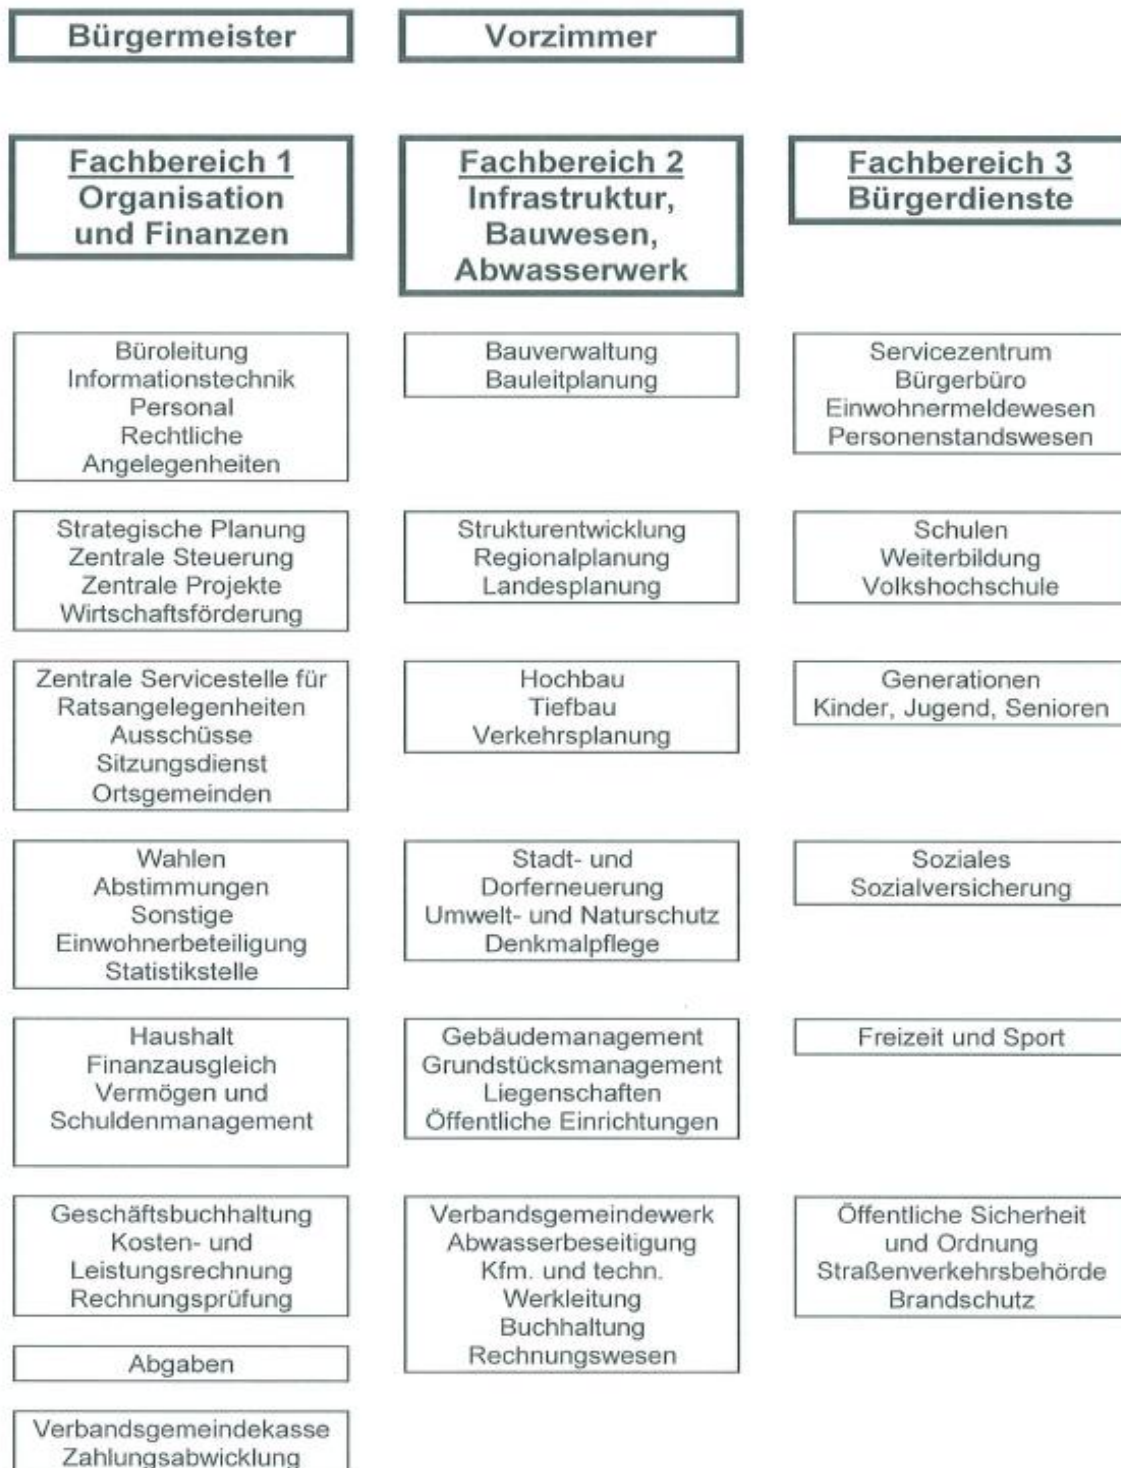 Bürgermeister
Vorzimmer
Fachbereich 1
Organisation
und Finanzen
Fachbereich 2
Infrastruktur,
Bauwesen,
Abwasserwerk
Fachbereich 3
Bürgerdienste
Büroleitung
Informationstechnik
Personal
Rechtliche
Angelegenheiten
Strategische Planung
Zentrale Steuerung
Zentrale Projekte
Wirtschaftsförderung
Zentrale Servicestelle für
Ratsangelegenheiten
Ausschüsse
Sitzungsdienst
Ortsgemeinden
Wahlen
Abstimmungen
Sonstige
Einwohnerbeteiligung
Statistikstelle
Haushalt
Finanzausgleich
Vermögen und
Schuldenmanagement
Geschäftsbuchhaltung
Kosten- und
Leistungsrechnung
Rechnungsprüfung
Abgaben
Verbandsgemeindekasse
Zahlungsabwicklung
Bauverwaltung
Bauleitplanung
Strukturentwicklung
Regionalplanung
Landesplanung
Hochbau
Tiefbau
Verkehrsplanung
Stadt- und
Dorferneuerung
Umwelt- und Naturschutz
Denkmalpflege
Gebäudemanagement
Grundstücksmanagement
Liegenschaften
Öffentliche Einrichtungen
Verbandsgemeindewerk
Abwasserbeseitigung
Kfm. und techn.
Werkleitung
Buchhaltung
Rechnungswesen
Servicezentrum
Bürgerbüro
Einwohnermeldewesen
Personenstandswesen
Schulen
Weiterbildung
Volkshochschule
Generationen
Kinder, Jugend, Senioren
Soziales
Sozialversicherung
Freizeit und Sport
Öffentliche Sicherheit
und Ordnung
Straßenverkehrsbehörde
Brandschutz